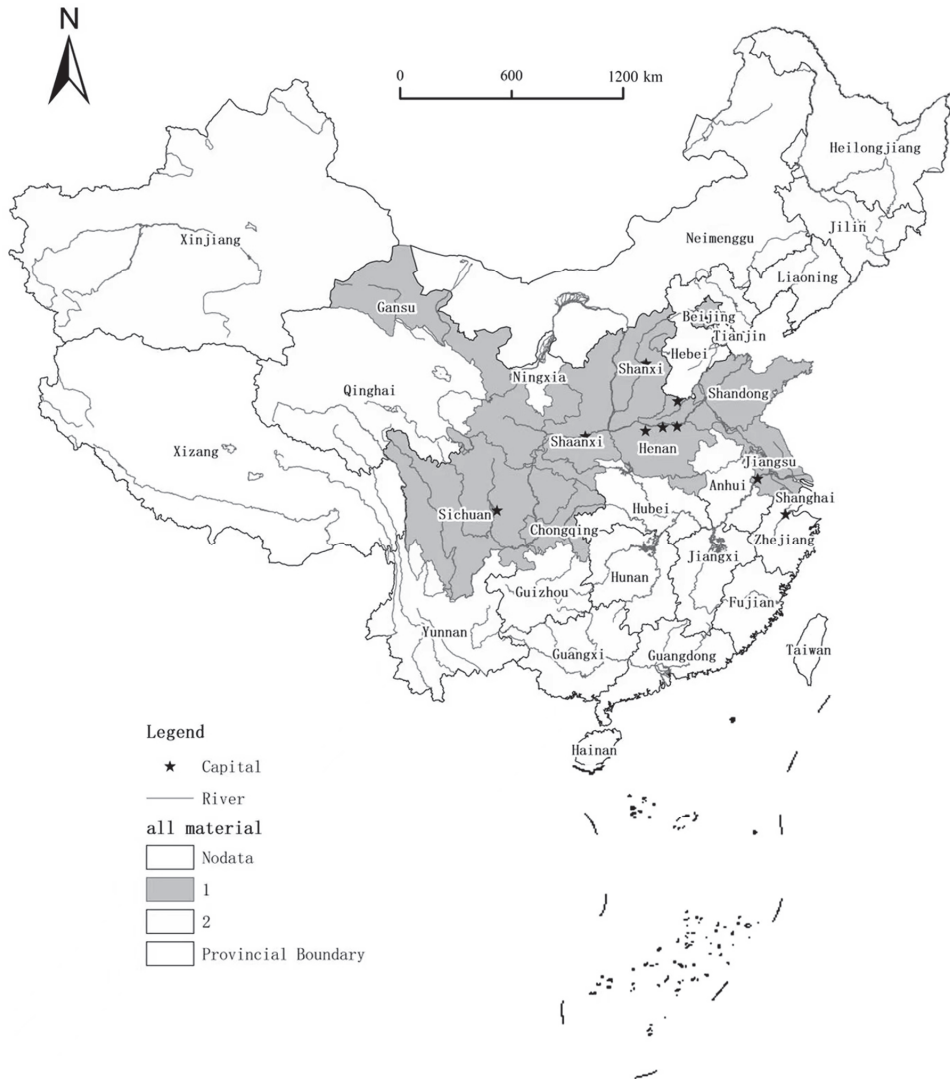 N
0 600 1200 km
Heilongjiang
Jilin
Xinjiang
Neimenggu
Liaoning
Gansu
Beijing
Tianjin
Hebei
Shanxi
Ningxia
Qinghai
Shandong
Shaanxi
Henan
Xizang
Jiangsu
Anhui
Shanghai
Sichuan
Hubei
Chongqing
Zhejiang
Jiangxi
Hunan
Guizhou
Fujian
Yunnan
Taiwan
Guangxi
Guangdong
Hainan
Legend
Capital
River
all material
Nodata
1
2
Provincial Boundary